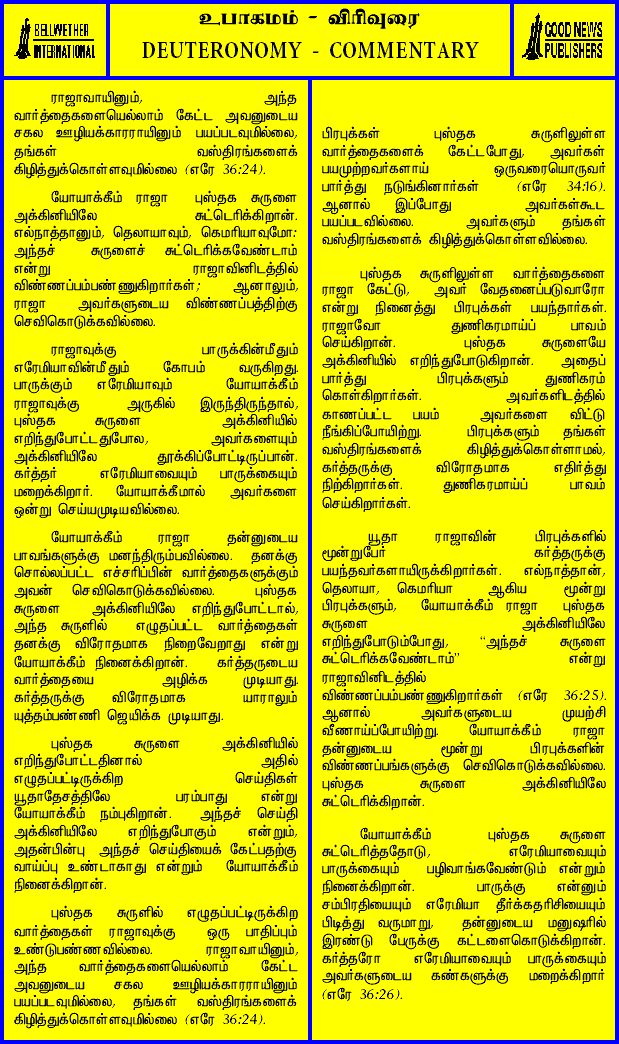 BELLWETHER
INTERNATIONAL
உபாகமம் - விரிவுரை
DEUTERONOMY - COMMENTARY
GOOD NEWS
PUBLISHERS
ராஜாவாயினும், அந்த
வார்த்தைகளையெல்லாம் கேட்ட அவனுடைய
சகல ஊழியக்காரராயினும் பயப்படவுமில்லை,
தங்கள் வஸ்திரங்களைக்
கிழித்துக்கொள்ளவுமில்லை (எரே 36:24).
யோயாக்கீம் ராஜா புஸ்தக சுருளை
அக்கினியிலே சுட்டெரிக்கிறான்.
எல்நாத்தானும், தெலாயாவும், கெமரியாவுமோ:
அந்தச் சுருளைச் சுட்டெரிக்கவேண்டாம்
என்று ராஜாவினிடத்தில்
விண்ணப்பம்பண்ணுகிறார்கள்; ஆனாலும்,
ராஜா அவர்களுடைய விண்ணப்பத்திற்கு
செவிகொடுக்கவில்லை.
ராஜாவுக்கு பாருக்கின்மீதும்
எரேமியாவின்மீதும் கோபம் வருகிறது.
பாருக்கும் எரேமியாவும் யோயாக்கீம்
ராஜாவுக்கு அருகில் இருந்திருந்தால்,
புஸ்தக சுருளை அக்கினியில்
எறிந்துபோட்டதுபோல, அவர்களையும்
அக்கினியிலே தூக்கிப்போட்டிருப்பான்.
கர்த்தர் எரேமியாவையும் பாருக்கையும்
மறைக்கிறார். யோயாக்கீமால் அவர்களை
ஒன்று செய்யமுடியவில்லை.
யோயாக்கீம் ராஜா தன்னுடைய
பாவங்களுக்கு மனந்திரும்பவில்லை. தனக்கு
சொல்லப்பட்ட எச்சரிப்பின் வார்த்தைகளுக்கும்
அவன் செவிகொடுக்கவில்லை. புஸ்தக
சுருளை அக்கினியிலே எறிந்துபோட்டால்,
அந்த சுருளில் எழுதப்பட்ட வார்த்தைகள்
தனக்கு விரோதமாக நிறைவேறாது என்று
யோயாக்கீம் நினைக்கிறான். கர்த்தருடைய
வார்த்தையை அழிக்க முடியாது.
கர்த்தருக்கு விரோதமாக யாராலும்
யுத்தம்பண்ணி ஜெயிக்க முடியாது.
புஸ்தக சுருளை அக்கினியில்
எறிந்துபோட்டதினால் அதில்
எழுதப்பட்டிருக்கிற செய்திகள்
யூதாதேசத்திலே பரம்பாது என்று
யோயாக்கீம் நம்புகிறான். அந்தச் செய்தி
அக்கினியிலே எறிந்துபோகும் என்றும்,
அதன்பின்பு அந்தச் செய்தியைக் கேட்பதற்கு
வாய்ப்பு உண்டாகாது என்றும் யோயாக்கீம்
நினைக்கிறான்.
புஸ்தக சுருளில் எழுதப்பட்டிருக்கிற
வார்த்தைகள் ராஜாவுக்கு ஒரு பாதிப்பும்
உண்டுபண்ணவில்லை. ராஜாவாயினும்,
அந்த வார்த்தைகளையெல்லாம் கேட்ட
அவனுடைய சகல ஊழியக்காரராயினும்
பயப்படவுமில்லை, தங்கள் வஸ்திரங்களைக்
கிழித்துக்கொள்ளவுமில்லை (எரே 36:24).
பிரபுக்கள் புஸ்தக சுருளிலுள்ள
வார்த்தைகளைக் கேட்டபோது, அவர்கள்
பயமுற்றவர்களாய் ஒருவரையொருவர்
பார்த்து நடுங்கினார்கள் (எரே 34:16).
ஆனால் இப்போது அவர்கள்கூட
பயப்படவில்லை. அவர்களும் தங்கள்
வஸ்திரங்களைக் கிழித்துக்கொள்ளவில்லை.
புஸ்தக சுருளிலுள்ள வார்த்தைகளை
ராஜா கேட்டு, அவர் வேதனைப்படுவாரோ
என்று நினைத்து பிரபுக்கள் பயந்தார்கள்.
ராஜாவோ துணிகரமாய்ப் பாவம்
செய்கிறான். புஸ்தக சுருளையே
அக்கினியில் எறிந்துபோடுகிறான். அதைப்
பார்த்து பிரபுக்களும் துணிகரம்
கொள்கிறார்கள். அவர்களிடத்தில்
காணப்பட்ட பயம் அவர்களை விட்டு
நீங்கிப்போயிற்று. பிரபுக்களும் தங்கள்
வஸ்திரங்களைக் கிழித்துக்கொள்ளாமல்,
கர்த்தருக்கு விரோதமாக எதிர்த்து
நிற்கிறார்கள். துணிகரமாய்ப் பாவம்
செய்கிறார்கள்.
யூதா ராஜாவின் பிரபுக்களில்
மூன்றுபேர் கர்த்தருக்கு
பயந்தவர்களாயிருக்கிறார்கள். எல்நாத்தான்,
தெலாயா, கெமரியா ஆகிய மூன்று
பிரபுக்களும், யோயாக்கீம் ராஜா புஸ்தக
சுருளை அக்கினியிலே
எறிந்துபோடும்போது, “அந்தச் சுருளை
சுட்டெரிக்கவேண்டாம்” என்று
ராஜாவினிடத்தில்
விண்ணப்பம்பண்ணுகிறார்கள் (எரே 36:25).
ஆனால் அவர்களுடைய முயற்சி
வீணாய்ப்போயிற்று. யோயாக்கீம் ராஜா
தன்னுடைய மூன்று பிரபுக்களின்
விண்ணப்பங்களுக்கு செவிகொடுக்கவில்லை.
புஸ்தக சுருளை அக்கினியிலே
சுட்டெரிக்கிறான்.
யோயாக்கீம் புஸ்தக சுருளை
சுட்டெரித்ததோடு, எரேமியாவையும்
பாருக்கையும் பழிவாங்கவேண்டும் என்றும்
நினைக்கிறான். பாருக்கு என்னும்
சம்பிரதியையும் எரேமியா தீர்க்கதரிசியையும்
பிடித்து வருமாறு, தன்னுடைய மனுஷரில்
இரண்டு பேருக்கு கட்டளைகொடுக்கிறான்.
கர்த்தரோ எரேமியாவையும் பாருக்கையும்
அவர்களுடைய கண்களுக்கு மறைக்கிறார்
(எரே 36:26).